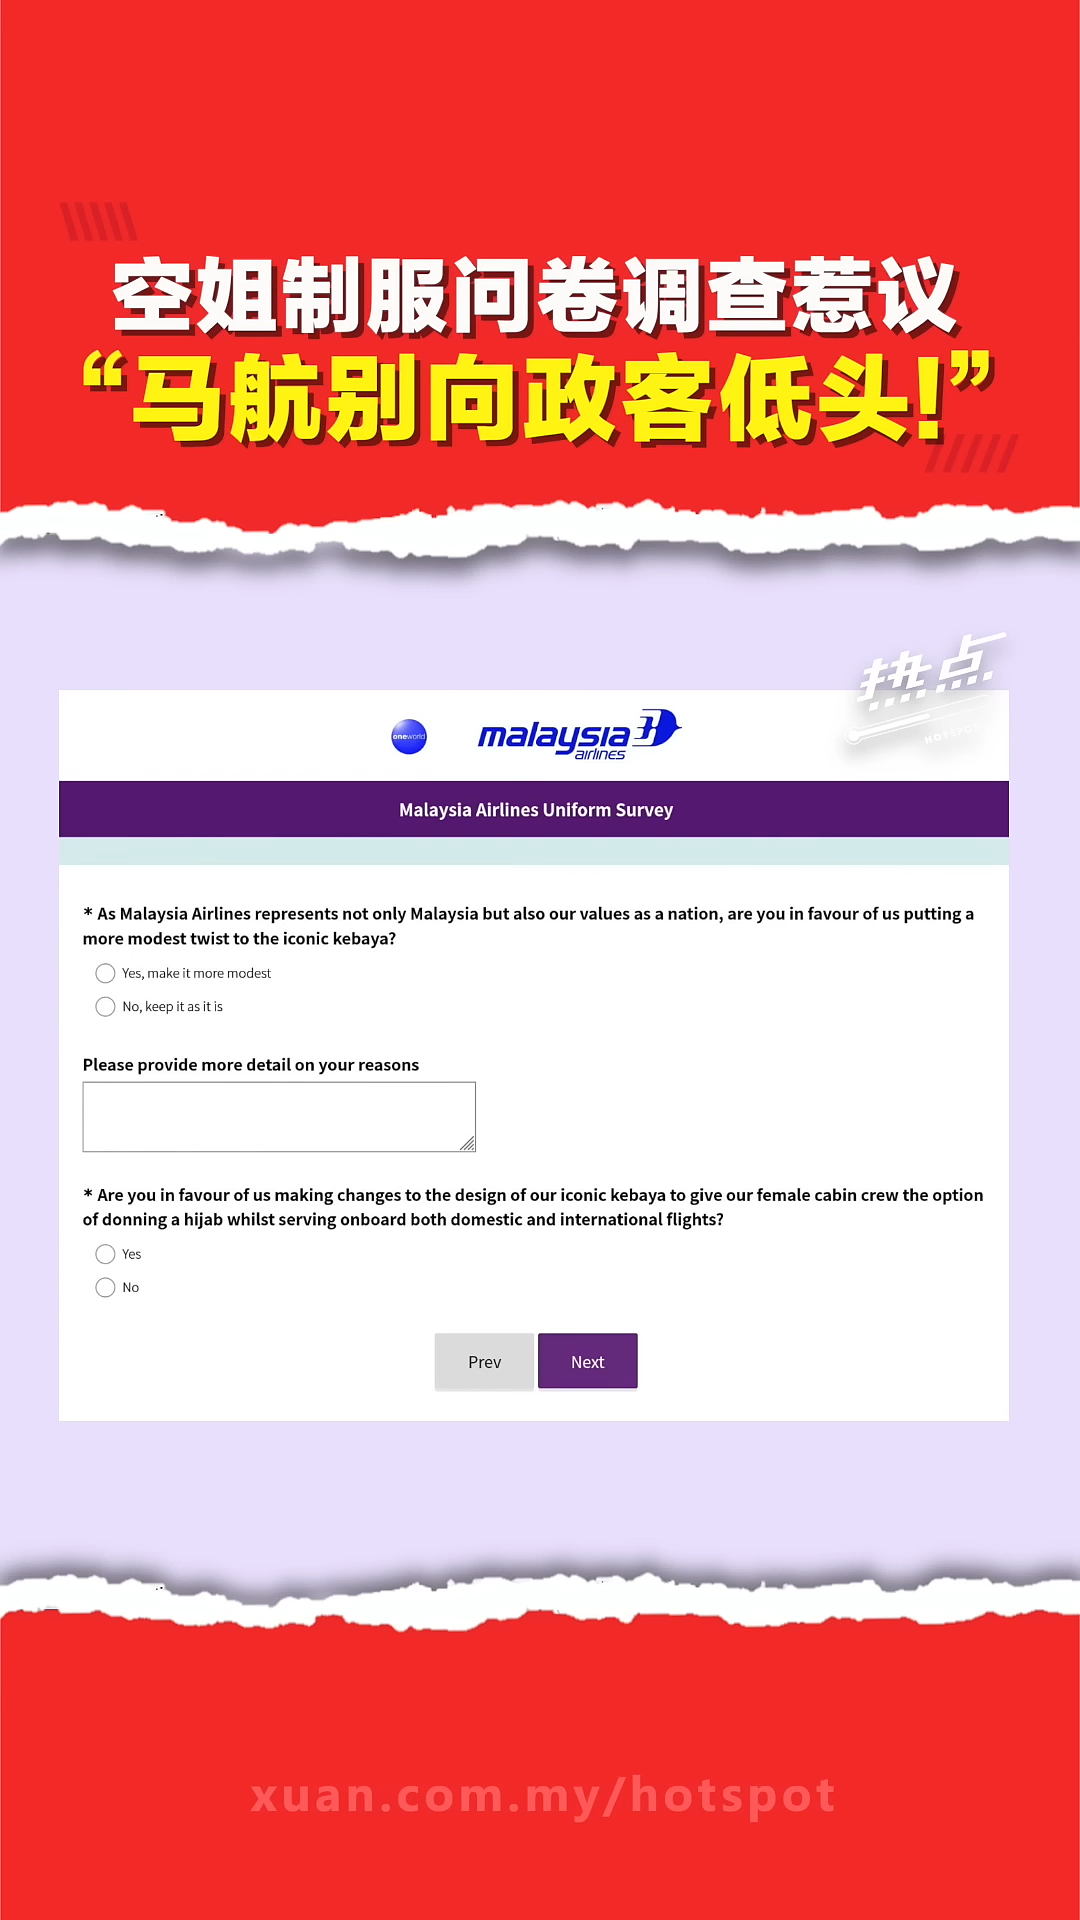 空姐制服问卷调查惹议
“马航别向政客低头!”
热点
HOTSPOT
oneworld
malaysia
airlines
Malaysia Airlines Uniform Survey
* As Malaysia Airlines represents not only Malaysia but also our values as a nation, are you in favour of us putting a
more modest twist to the iconic kebaya?
Yes, make it more modest
No, keep it as it is
Please provide more detail on your reasons
* Are you in favour of us making changes to the design of our iconic kebaya to give our female cabin crew the option
of donning a hijab whilst serving onboard both domestic and international flights?
Yes
No
Prev
Next
xuan.com.my/hotspot